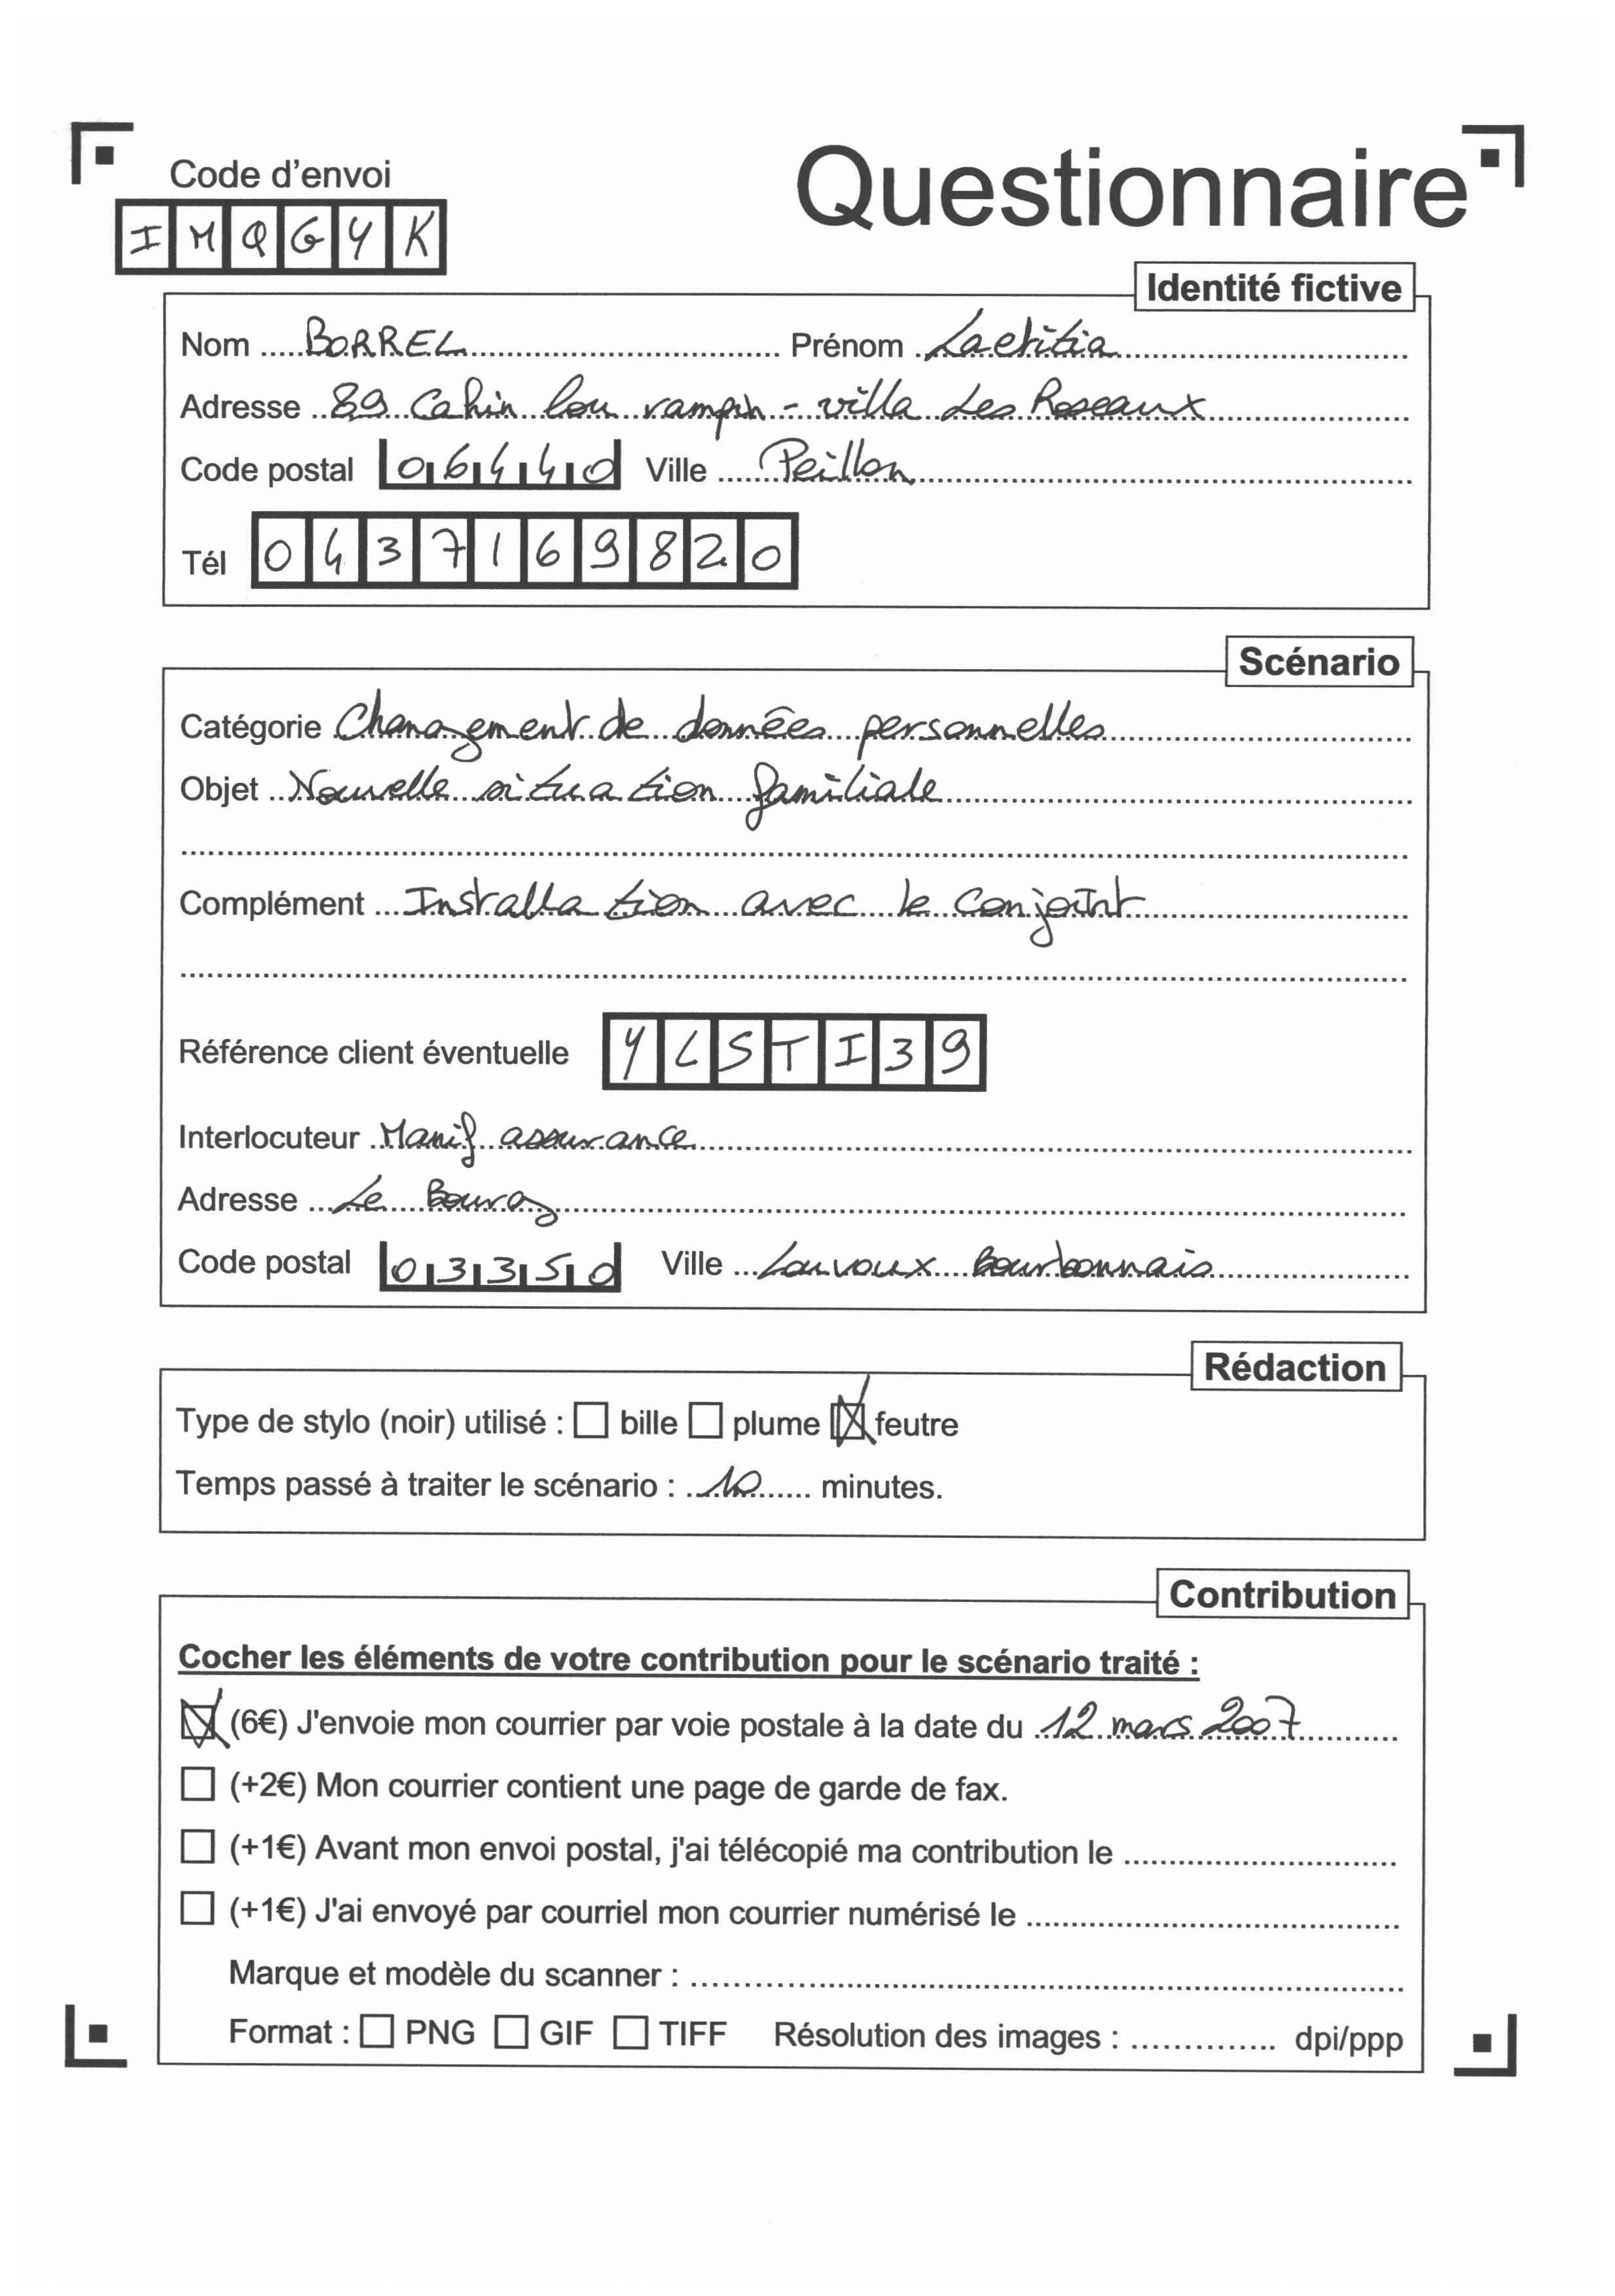 Code d'envoi
Questionnaire
IMQGYK
Identité fictive
Nom BORREL Prénom Laetitia
Adresse 89 Cahin lou ramph - villa Les Roseaux
Code postal 06440 Ville Peillon
Tél 0437169820
Scénario
Catégorie Changement de données personnelles
Objet Nouvelle situation familiale
Complément Installation avec le conjoint
Référence client éventuelle YLSTI39
Interlocuteur Manif assurance
Adresse Le Bourg
Code postal 03350 Ville Louroux Bourbonnais
Rédaction
Type de stylo (noir) utilisé : bille plume feutre
Temps passé à traiter le scénario : 10 minutes.
Contribution
Cocher les éléments de votre contribution pour le scénario traité :
(6€) J'envoie mon courrier par voie postale à la date du 12 mars 2007
(+2€) Mon courrier contient une page de garde de fax.
(+1€) Avant mon envoi postal, j'ai télécopié ma contribution le
(+1€) J'ai envoyé par courriel mon courrier numérisé le
Marque et modèle du scanner :
Format : PNG GIF TIFF Résolution des images : dpi/ppp